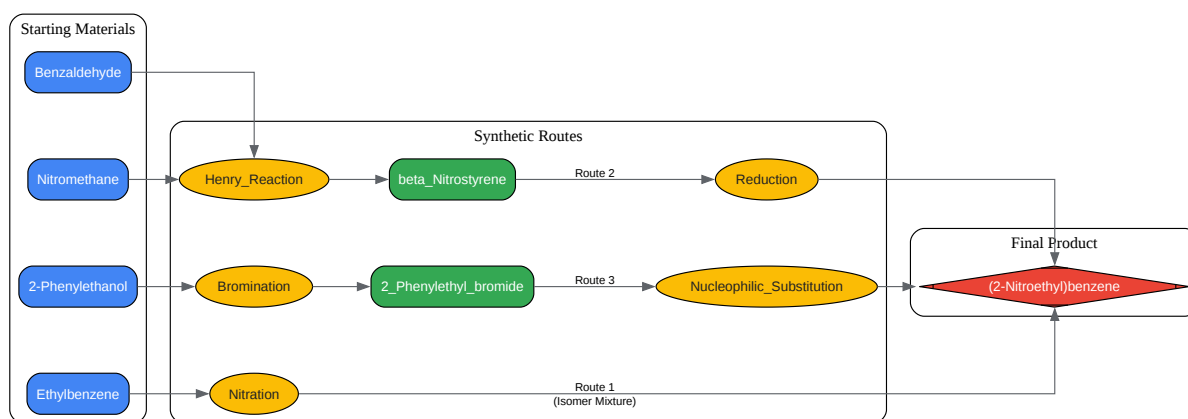 Starting Materials
Benzaldehyde
Synthetic Routes
Nitromethane
Henry_Reaction
beta_Nitrostyrene
Route 2
Reduction
Final Product
2-Phenylethanol
Bromination
2_Phenylethyl_bromide
Route 3
Nucleophilic_Substitution
(2-Nitroethyl)benzene
Ethylbenzene
Nitration
Route 1
(Isomer Mixture)